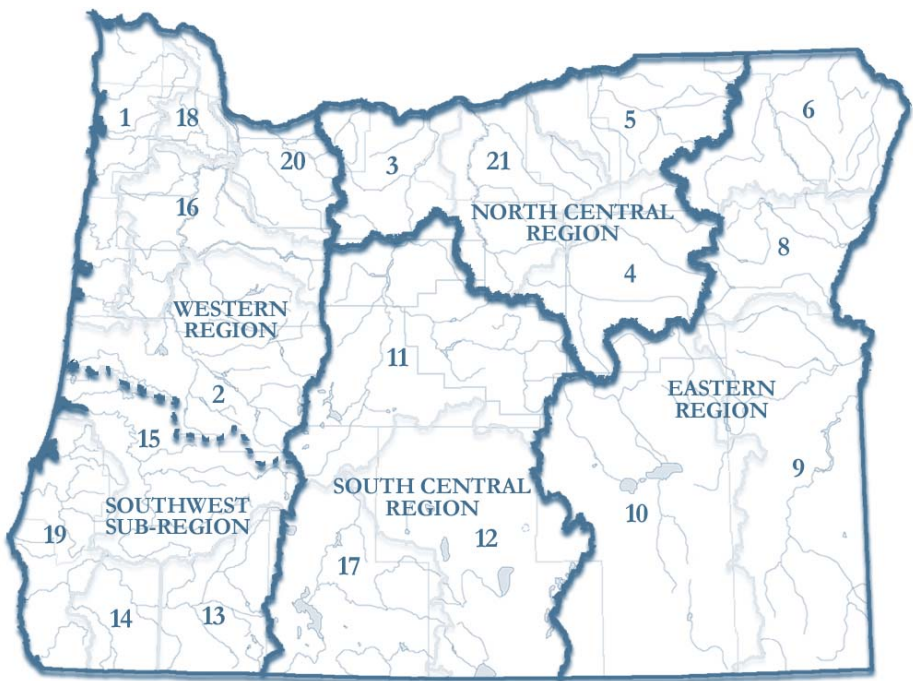 1
18
20
3
21
5
6
16
NORTH CENTRAL
REGION
4
8
WESTERN
REGION
2
11
EASTERN
REGION
15
SOUTHWEST
SUB-REGION
19
SOUTH CENTRAL
REGION
12
10
9
17
14
13